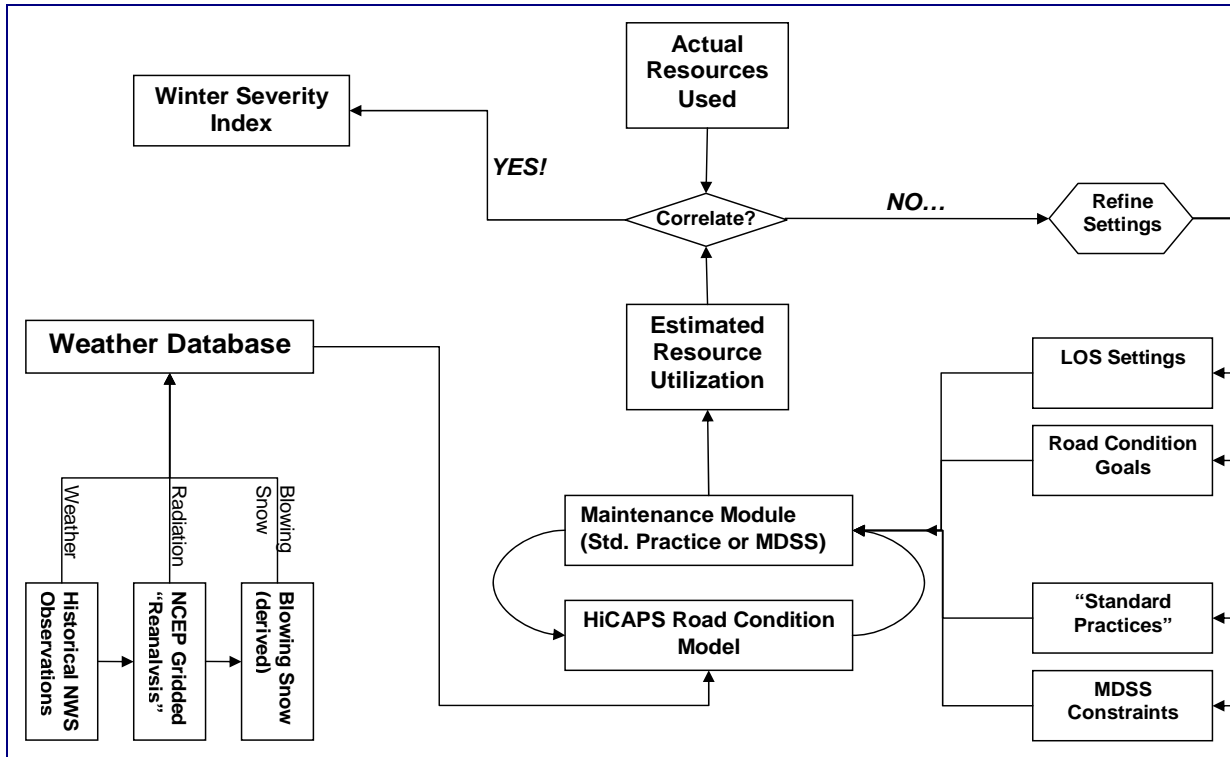 Actual
Resources
Used
Winter Severity
Index
YES!
NO…
Correlate?
Refine
Settings
Weather Database
Estimated
Resource
Utilization
LOS Settings
Road Condition
Goals
Weather
Radiation
Blowing
Snow
Maintenance Module
(Std. Practice or MDSS)
HiCAPS Road Condition
Model
Historical NWS
Observations
NCEP Gridded
“Reanalysis”
Blowing Snow
(derived)
“Standard
Practices”
MDSS
Constraints